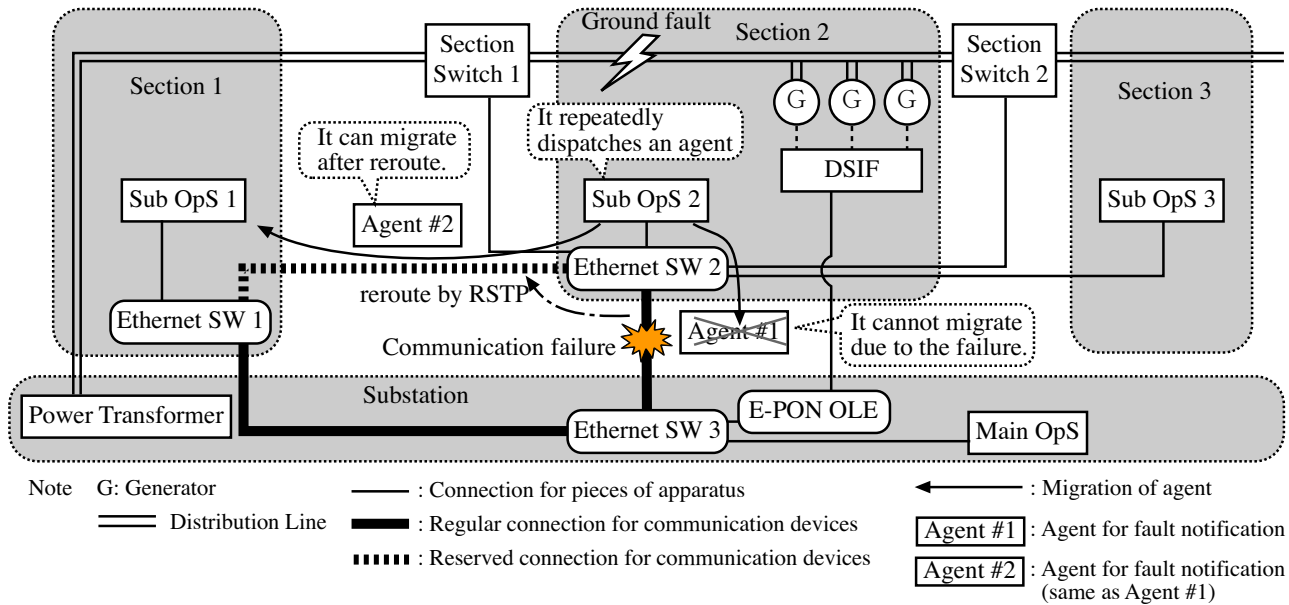 Ground fault
Section
Switch 1
Section 2
Section
Switch 2
Section 1
Section 3
G
G
G
It can migrate
after reroute.
It repeatedly
dispatches an agent
DSIF
Sub OpS 1
Agent #2
Sub OpS 2
Sub OpS 3
Ethernet SW 2
reroute by RSTP
Ethernet SW 1
Agent #1
It cannot migrate
due to the failure.
Communication failure
Substation
Power Transformer
E-PON OLE
Ethernet SW 3
Main OpS
Note G: Generator
Distribution Line
: Connection for pieces of apparatus
: Regular connection for communication devices
: Reserved connection for communication devices
: Migration of agent
Agent #1 : Agent for fault notification
Agent #2 : Agent for fault notification
(same as Agent #1)